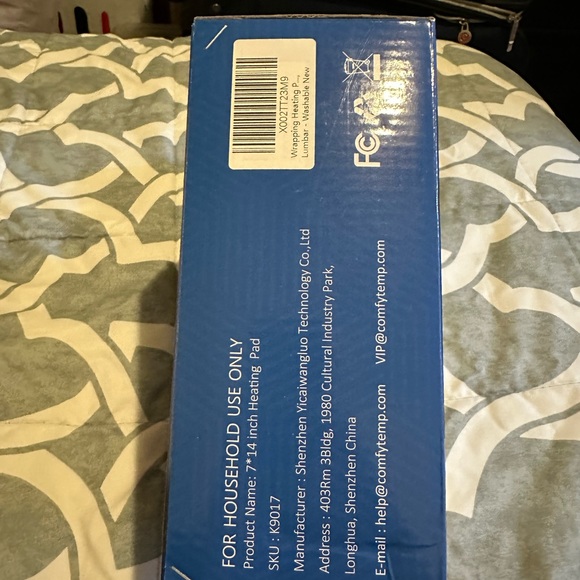 FOR HOUSEHOLD USE ONLY
Product Name: 7*14 inch Heating Pad
SKU : K9017
Manufacturer : Shenzhen Yicaiwangluo Technology Co.,Ltd
Address : 403Rm 3Bldg, 1980 Cultural Industry Park,
Longhua, Shenzhen China
E-mail : help@comfytemp.com VIP@comfytemp.com
X002TT23M9
Wrapping Heating P...,
Lumbar - Washable New
FC